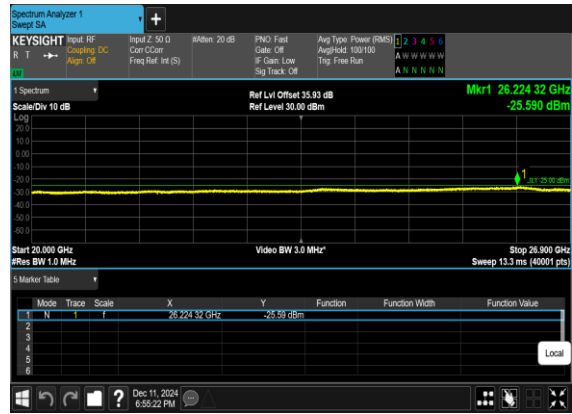 Spectrum Analyzer 1
Swept SA
+
KEYSIGHT Input: RF Input Z: 50 Ω #Atten: 20 dB PNO: Fast Avg Type: Power (RMS) 1 2 3 4 5 6
R T Coupling: DC Corr CCorr Gate: Off Avg|Hold: 100/100 A W W W W W
Align: Off Freq Ref: Int (S) IF Gain: Low Trig: Free Run
Sig Track: Off A N N N N N
1 Spectrum Ref Lvl Offset 35.93 dB Mkr1 26.224 32 GHz
Scale/Div 10 dB Ref Level 30.00 dBm -25.590 dBm
Log
20.0
10.0
0.00
-10.0
1
-20.0 DL1 -25.00 dBm
-30.0
-40.0
-50.0
-60.0
Start 20.000 GHz Video BW 3.0 MHz* Stop 26.900 GHz
#Res BW 1.0 MHz Sweep 13.3 ms (40001 pts)
5 Marker Table
Mode Trace Scale X Y Function Function Width Function Value
1 N 1 f 26.224 32 GHz -25.59 dBm
2
3
4
5
6
Local
? Dec 11, 2024
6:55:22 PM